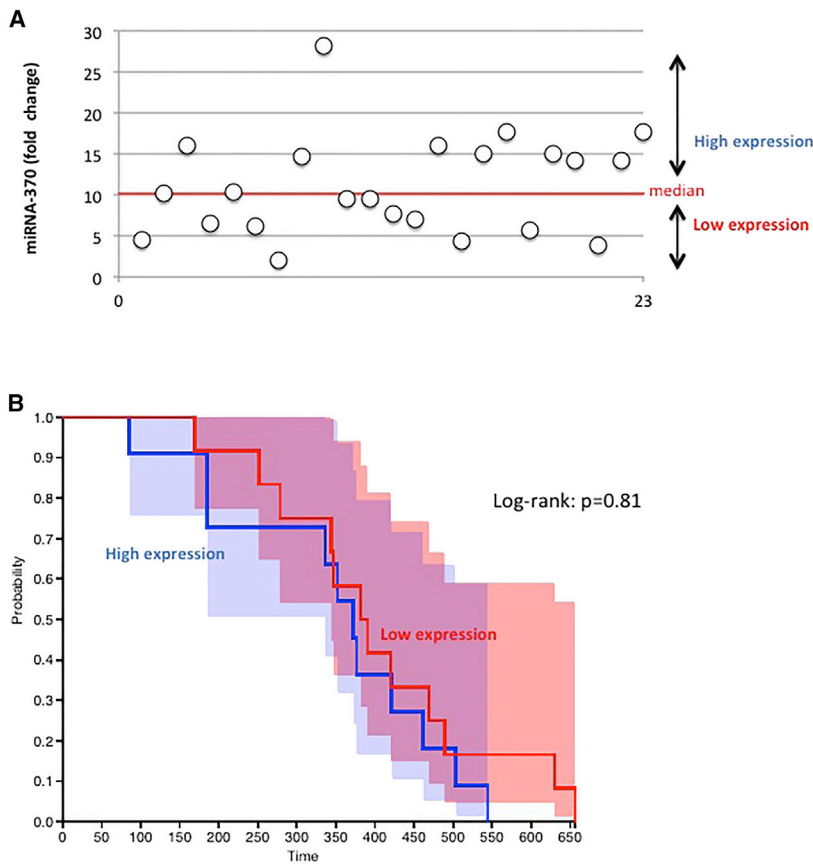 A
miRNA-370 (fold change)
30
25
20
15
10
5
0
0
23
High expression
median
Low expression
B
Probability
1.0
0.9
0.8
0.7
0.6
0.5
0.4
0.3
0.2
0.1
0.0
Log-rank: p=0.81
High expression
Low expression
0 50 100 150 200 250 300 350 400 450 500 550 600 650
Time